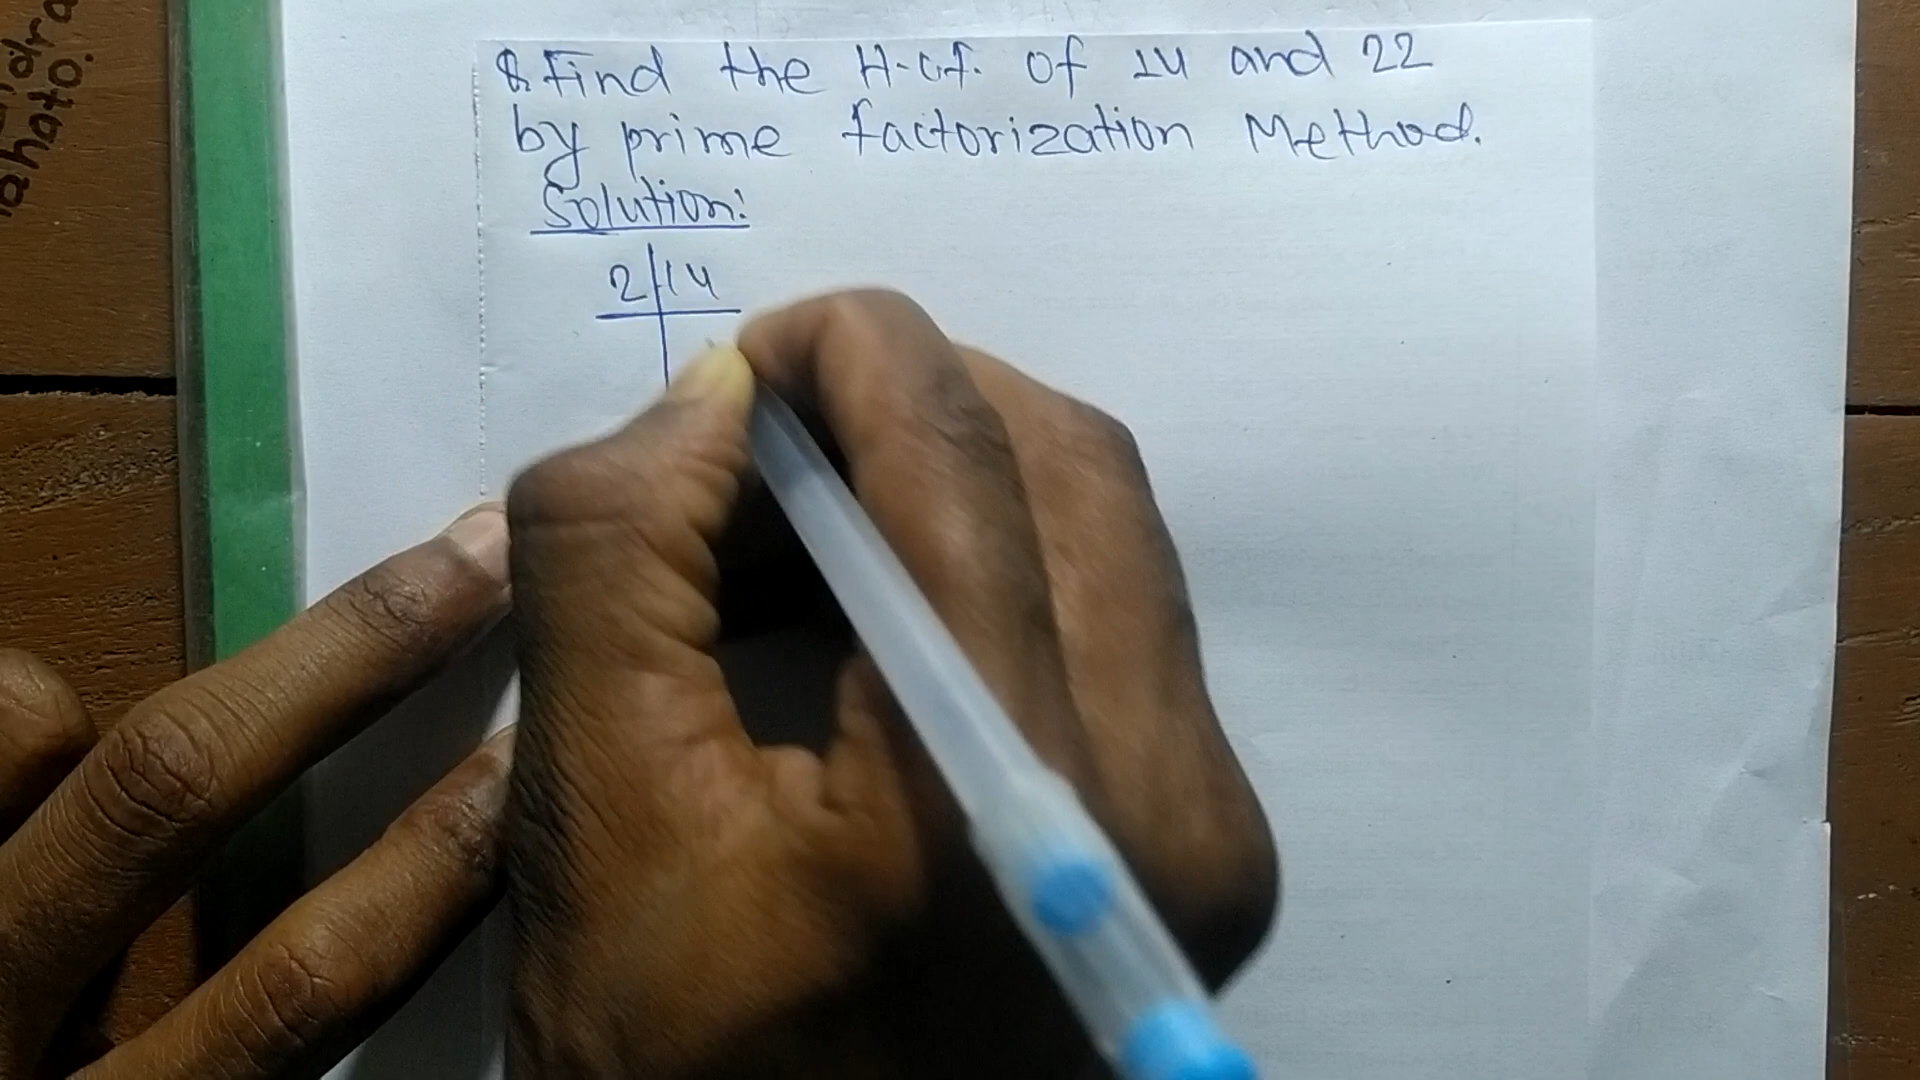 Q. Find the H.C.F. of 14 and 22
by prime factorization Method.
Solution:
2 14